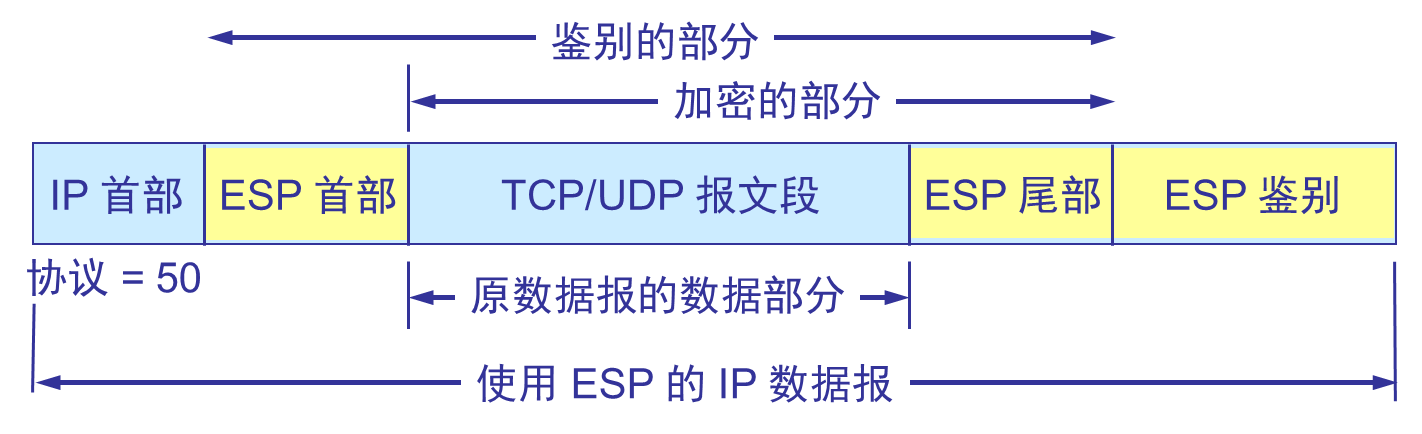 鉴别的部分
加密的部分
IP 首部 ESP 首部 TCP/UDP 报文段 ESP 尾部 ESP 鉴别
协议 = 50
原数据报的数据部分
使用 ESP 的 IP 数据报